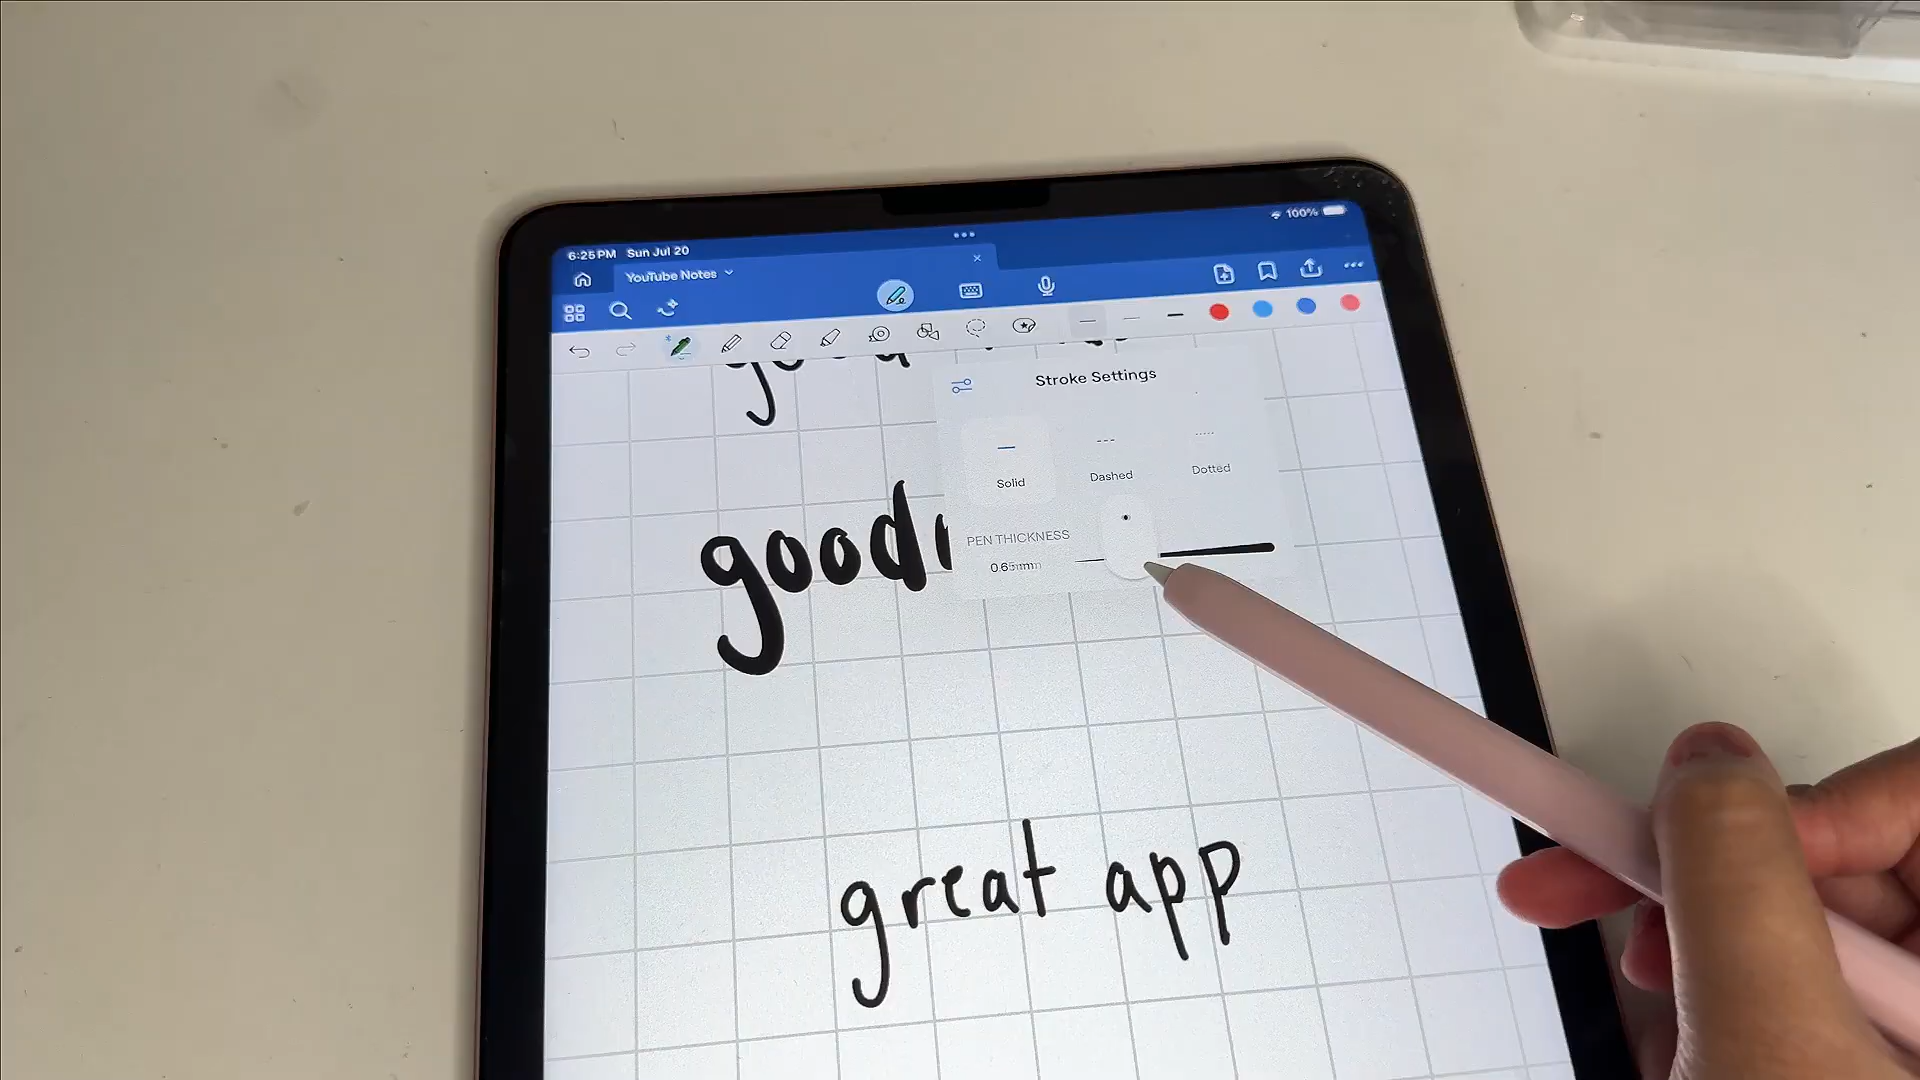 100%
6:25 PM Sun Jul 20
YouTube Notes
Stroke Settings
Solid Dashed Dotted
PEN THICKNESS
0.65mm
great app